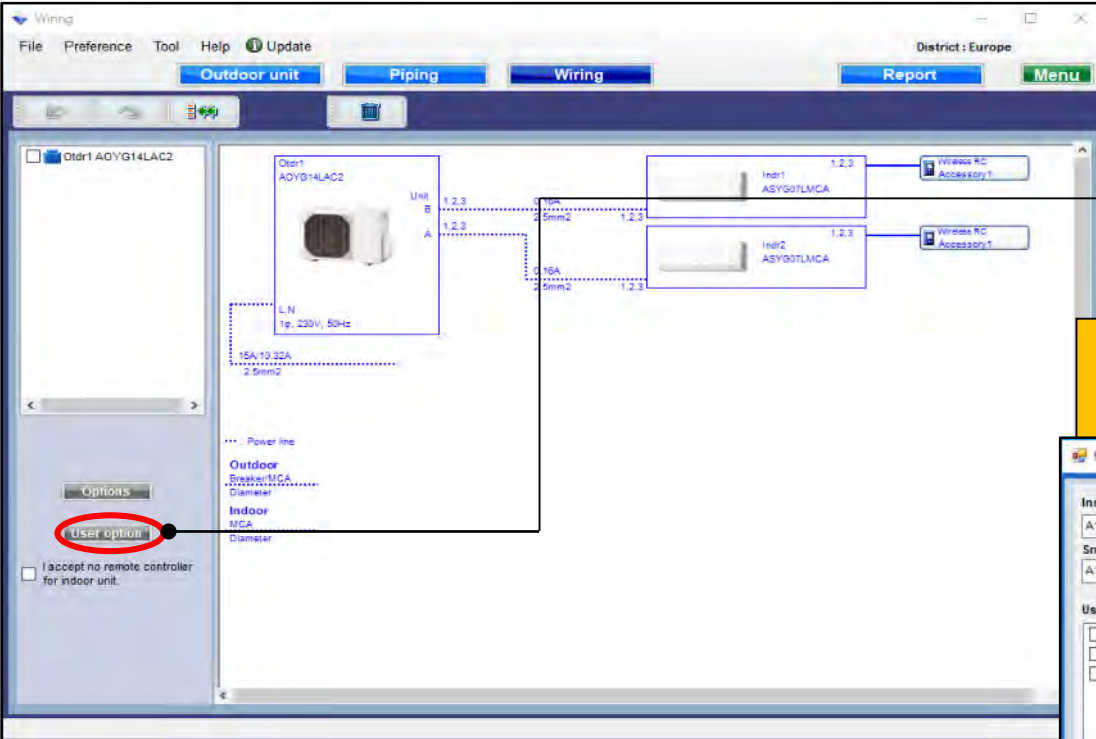 Wiring
File Preference Tool Help Update District : Europe
Outdoor unit Piping Wiring Report Menu
Otdr1 AOYG14LAC2
Otdr1
AOYG14LAC2
Unit
B 1,2,3
A 1,2,3
L,N
1φ, 230V, 50Hz
15A/10.32A
2.5mm2
0.16A
2.5mm2 1,2,3
0.16A
2.5mm2 1,2,3
1,2,3
Indr1
ASYG07LMCA
Wireless RC
Accessory1
1,2,3
Indr2
ASYG07LMCA
Wireless RC
Accessory1
: Power line
Outdoor
Breaker/MCA
Diameter
Indoor
MCA
Diameter
Options
User option
I accept no remote controller
for indoor unit.